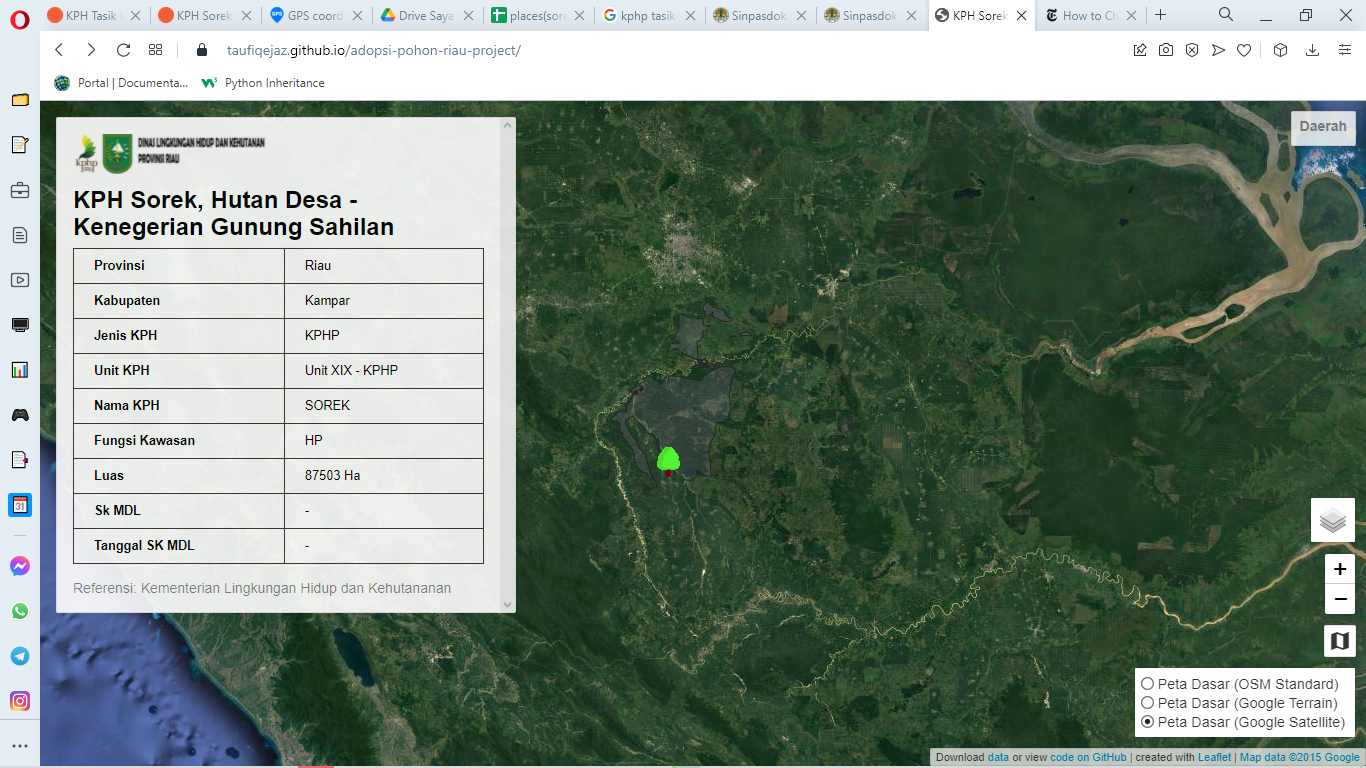 KPH Tasik
KPH Sorek
GPS coord
Drive Saya
places(sore
kphp tasik
Sinpasdok
Sinpasdok
KPH Sorek
How to Ch
taufiqejaz.github.io/adopsi-pohon-riau-project/
Portal | Documenta...
Python Inheritance
Daerah
kphp
DINAS LINGKUNGAN HIDUP DAN KEHUTANAN
PROVINSI RIAU
KPH Sorek, Hutan Desa -
Kenegerian Gunung Sahilan
Provinsi Riau
Kabupaten Kampar
Jenis KPH KPHP
Unit KPH Unit XIX - KPHP
Nama KPH SOREK
Fungsi Kawasan HP
Luas 87503 Ha
Sk MDL -
Tanggal SK MDL -
Referensi: Kementerian Lingkungan Hidup dan Kehutananan
31
+
−
Peta Dasar (OSM Standard)
Peta Dasar (Google Terrain)
Peta Dasar (Google Satellite)
Download data or view code on GitHub | created with Leaflet | Map data ©2015 Google